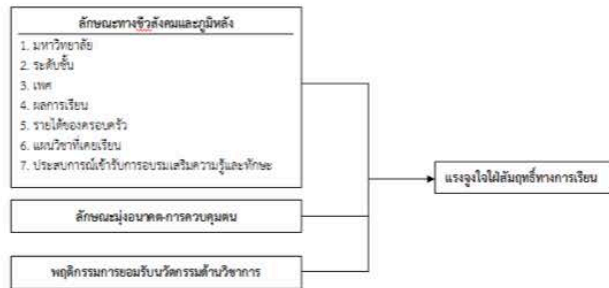 ลักษณะทางชีวสังคมและภูมิหลัง
1. มหาวิทยาลัย
2. ระดับชั้น
3. เพศ
4. ผลการเรียน
5. รายได้ของครอบครัว
6. แผนวิชาที่เคยเรียน
7. ประสบการณ์เข้ารับการอบรมเสริมความรู้และทักษะ
แรงจูงใจใฝ่สัมฤทธิ์ทางการเรียน
ลักษณะมุ่งอนาคต-การควบคุมตน
พฤติกรรมการยอมรับนวัตกรรมด้านวิชาการ